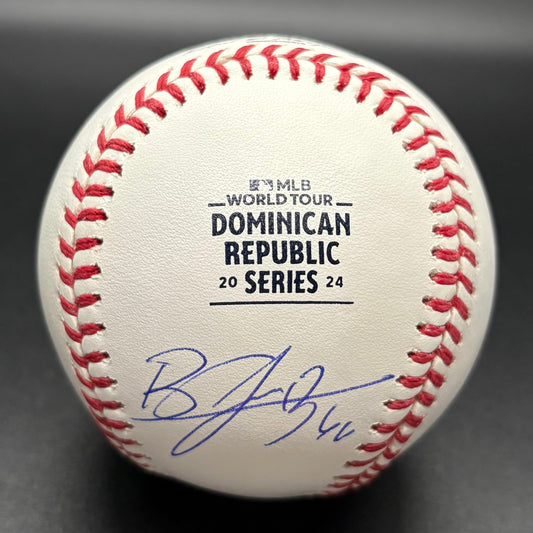 MLB
WORLD TOUR
DOMINICAN
REPUBLIC
20 SERIES 24